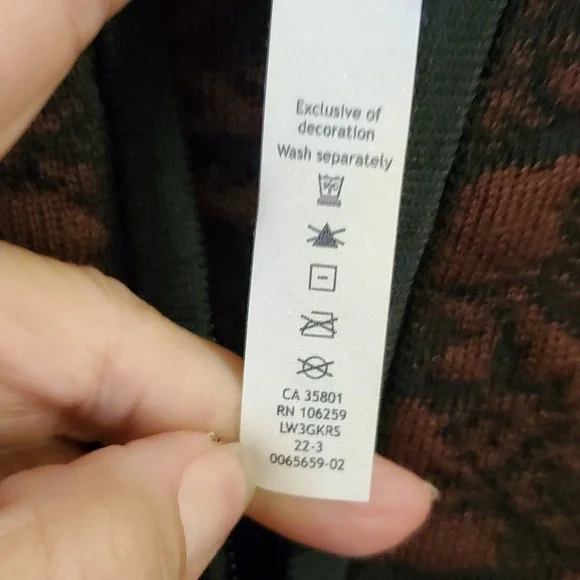 Exclusive of
decoration
Wash separately
CA 35801
RN 106259
LW3GKRS
22-3
0065659-02